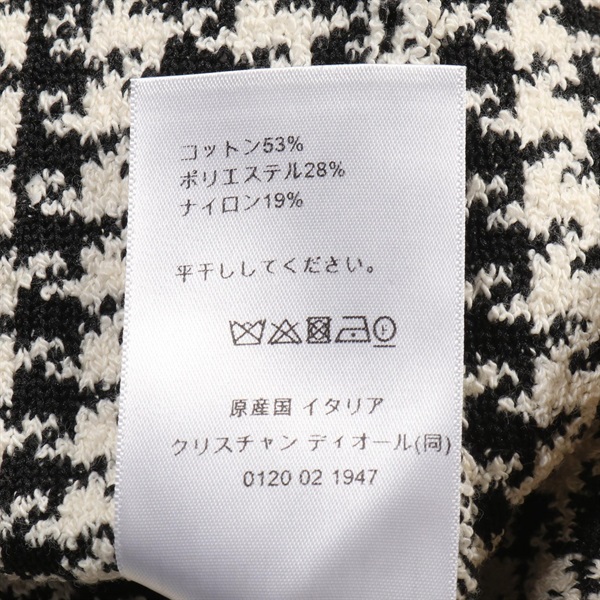 コットン53%
ポリエステル28%
ナイロン19%
平干ししてください。
原産国 イタリア
クリスチャン ディオール(同)
0120 02 1947